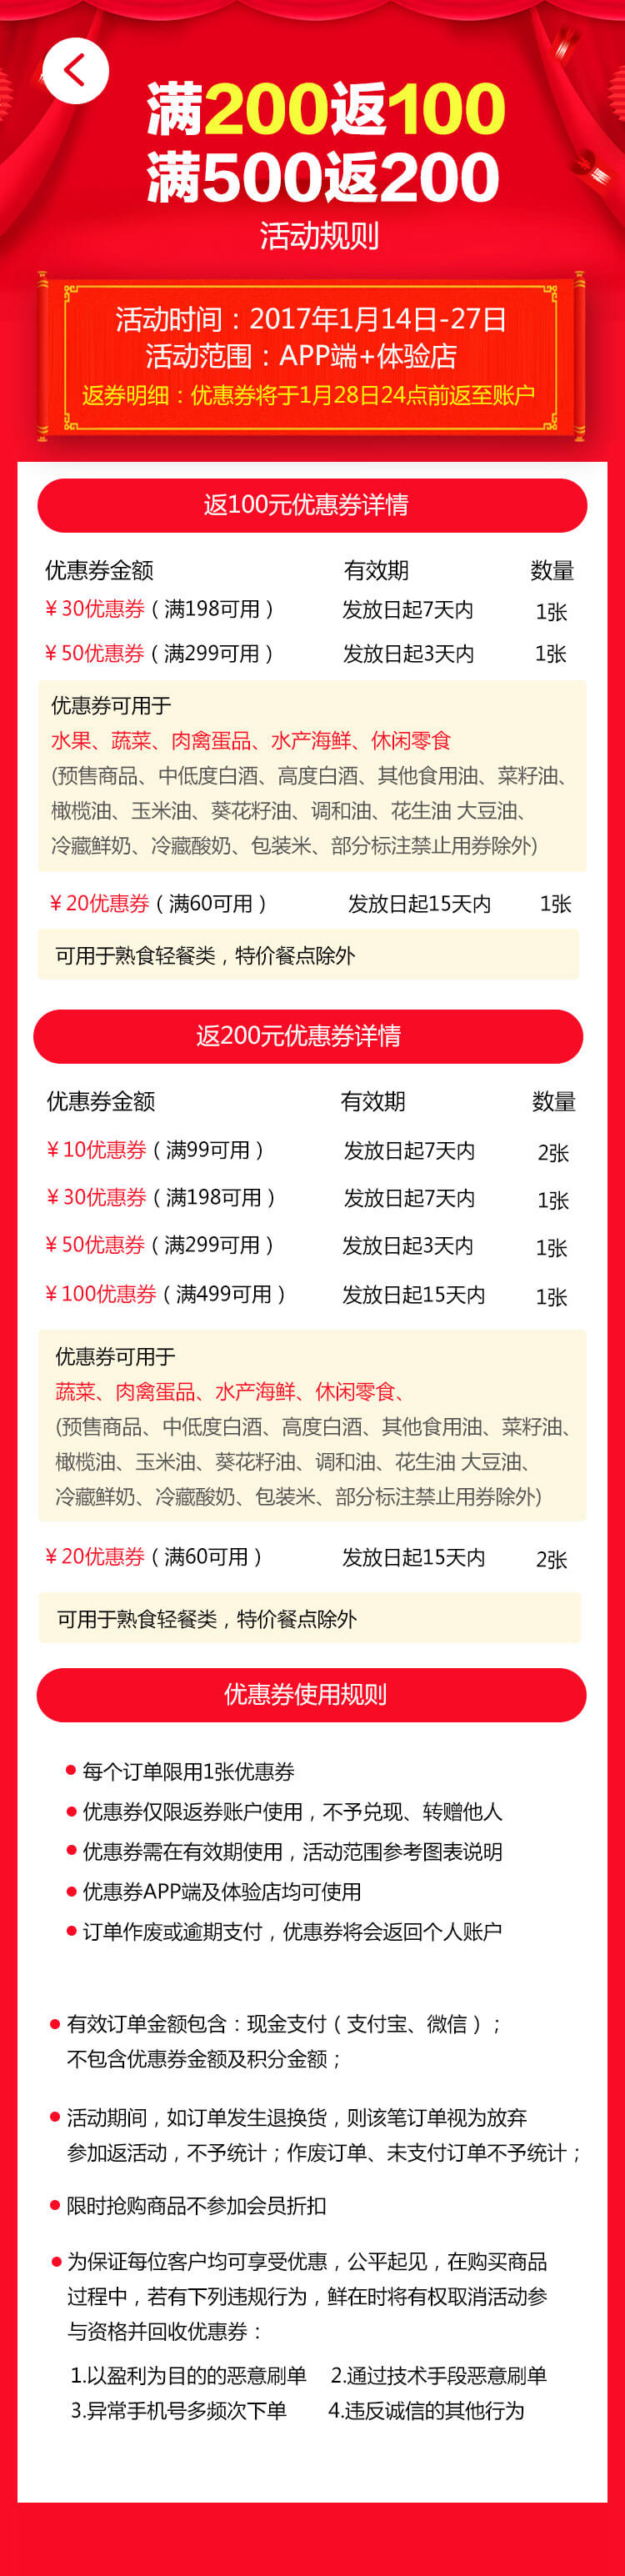 满200返100
满500返200
活动规则
活动时间：2017年1月14日-27日
活动范围：APP端+体验店
返券明细：优惠券将于1月28日24点前返至账户
返100元优惠券详情
优惠券金额 有效期 数量
¥30优惠券（满198可用） 发放日起7天内 1张
¥50优惠券（满299可用） 发放日起3天内 1张
优惠券可用于
水果、蔬菜、肉禽蛋品、水产海鲜、休闲零食
(预售商品、中低度白酒、高度白酒、其他食用油、菜籽油、
橄榄油、玉米油、葵花籽油、调和油、花生油 大豆油、
冷藏鲜奶、冷藏酸奶、包装米、部分标注禁止用券除外)
¥20优惠券（满60可用） 发放日起15天内 1张
可用于熟食轻餐类，特价餐点除外
返200元优惠券详情
优惠券金额 有效期 数量
¥10优惠券（满99可用） 发放日起7天内 2张
¥30优惠券（满198可用） 发放日起7天内 1张
¥50优惠券（满299可用） 发放日起3天内 1张
¥100优惠券（满499可用） 发放日起15天内 1张
优惠券可用于
蔬菜、肉禽蛋品、水产海鲜、休闲零食、
(预售商品、中低度白酒、高度白酒、其他食用油、菜籽油、
橄榄油、玉米油、葵花籽油、调和油、花生油 大豆油、
冷藏鲜奶、冷藏酸奶、包装米、部分标注禁止用券除外)
¥20优惠券（满60可用） 发放日起15天内 2张
可用于熟食轻餐类，特价餐点除外
优惠券使用规则
每个订单限用1张优惠券
优惠券仅限返券账户使用，不予兑现、转赠他人
优惠券需在有效期使用，活动范围参考图表说明
优惠券APP端及体验店均可使用
订单作废或逾期支付，优惠券将会返回个人账户
有效订单金额包含：现金支付（支付宝、微信）；
不包含优惠券金额及积分金额；
活动期间，如订单发生退换货，则该笔订单视为放弃
参加返活动，不予统计；作废订单、未支付订单不予统计；
限时抢购商品不参加会员折扣
为保证每位客户均可享受优惠，公平起见，在购买商品
过程中，若有下列违规行为，鲜在时将有权取消活动参
与资格并回收优惠券：
1.以盈利为目的的恶意刷单 2.通过技术手段恶意刷单
3.异常手机号多频次下单 4.违反诚信的其他行为